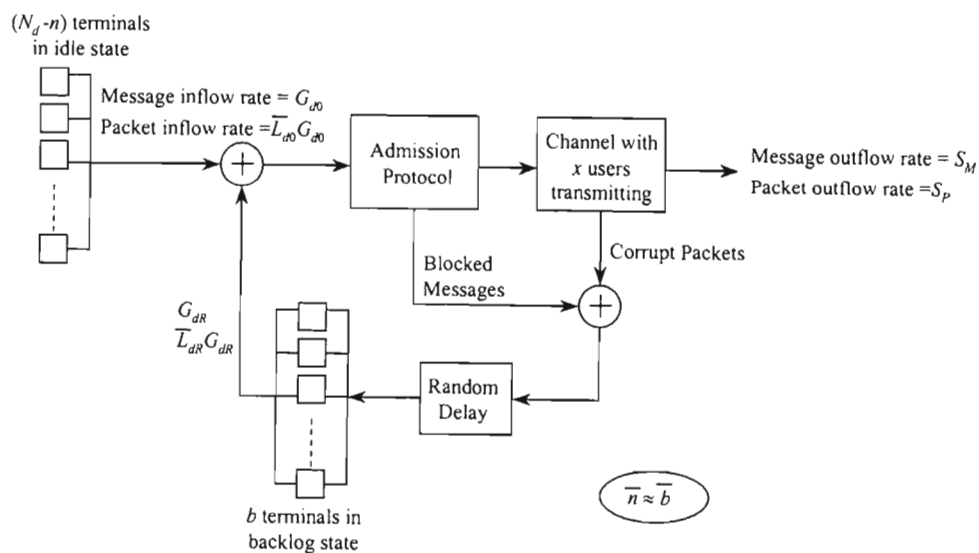 (N_d-n) terminals
in idle state
Message inflow rate = G_d0
Packet inflow rate =L̅_d0 G_d0
+
Admission
Protocol
Channel with
x users
transmitting
Message outflow rate = S_M
Packet outflow rate =S_P
Blocked
Messages
Corrupt Packets
+
G_dR
L̅_dR G_dR
Random
Delay
b terminals in
backlog state
n̅ ≈ b̅